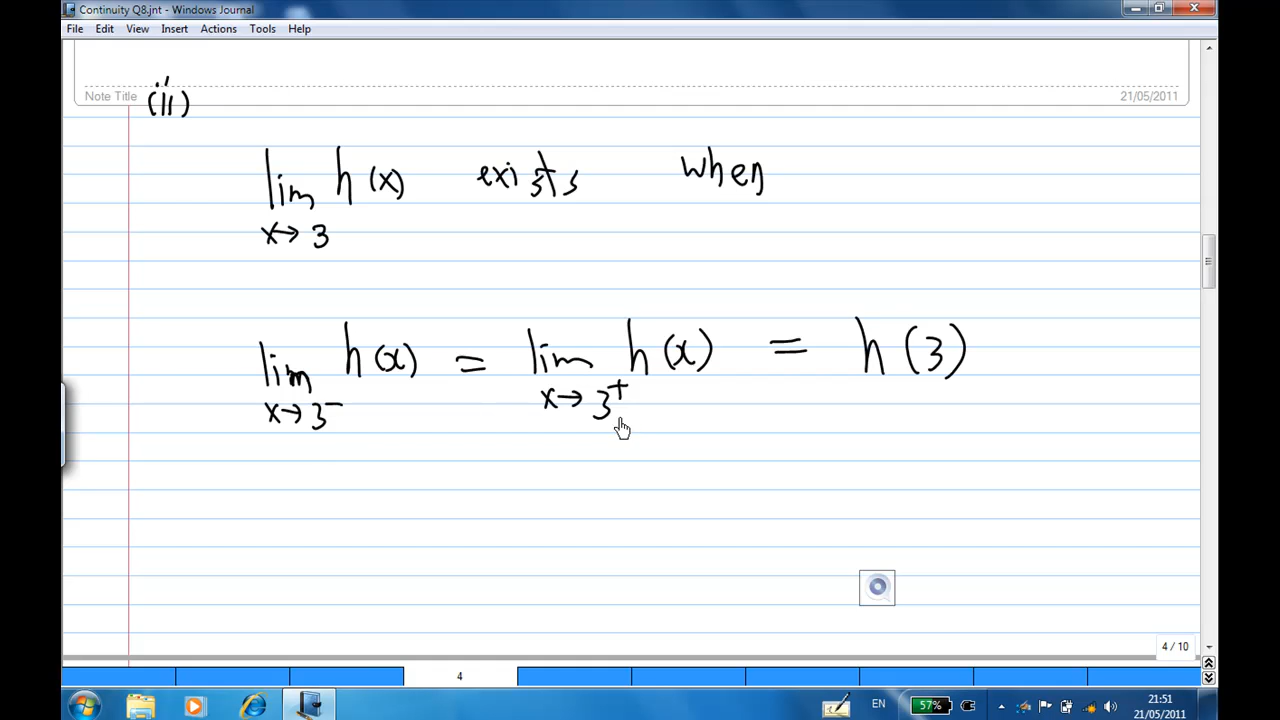 Continuity Q8.jnt - Windows Journal
File Edit View Insert Actions Tools Help
Note Title
21/05/2011
(ii)
lim h(x) exists when
x→3
lim h(x) = lim h(x) = h(3)
x→3⁻ x→3⁺
4 / 10
4
EN
57%
21:51
21/05/2011